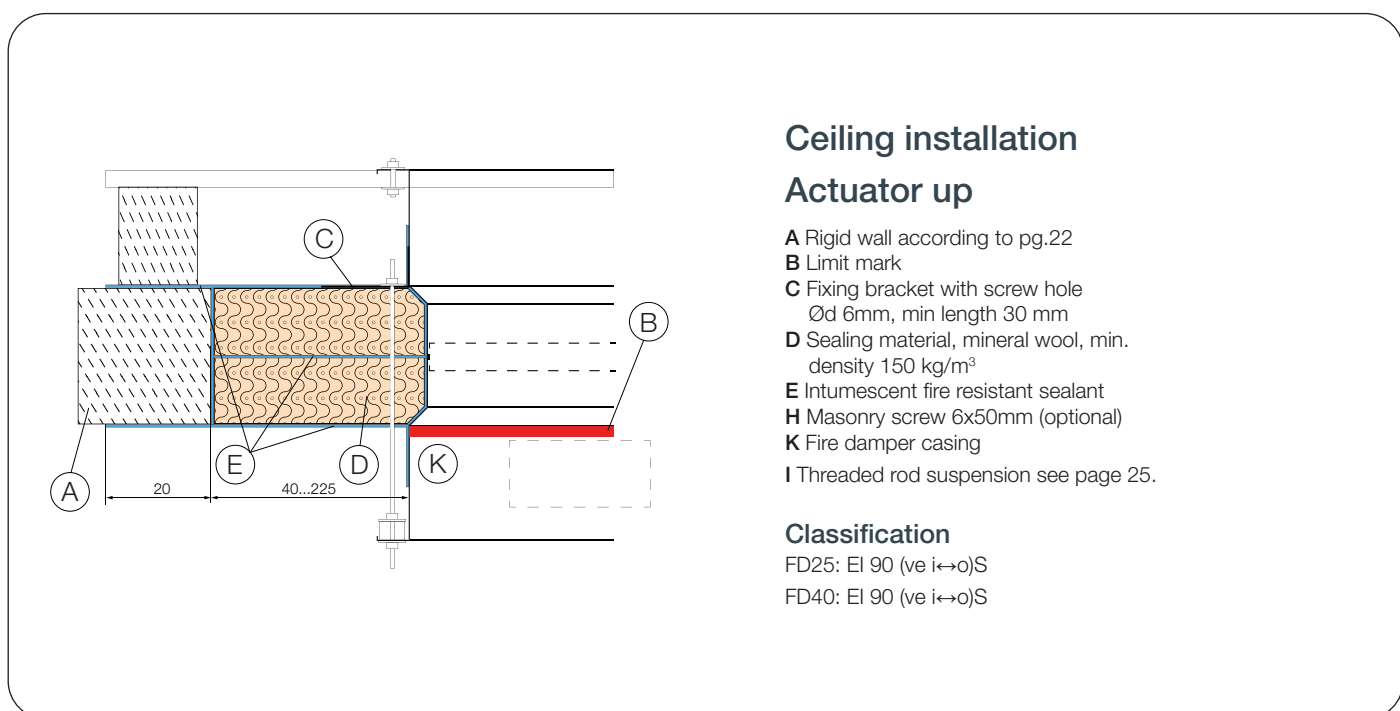 Ceiling installation
Actuator up
A Rigid wall according to pg.22
B Limit mark
C Fixing bracket with screw hole
Ød 6mm, min length 30 mm
D Sealing material, mineral wool, min.
density 150 kg/m³
E Intumescent fire resistant sealant
H Masonry screw 6x50mm (optional)
K Fire damper casing
I Threaded rod suspension see page 25.
Classification
FD25: EI 90 (ve i↔o)S
FD40: EI 90 (ve i↔o)S
C
B
E
D
K
A
20
40...225